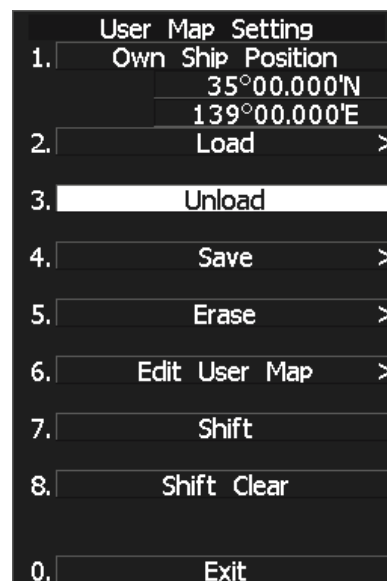 User Map Setting
1. Own Ship Position
35°00.000'N
139°00.000'E
2. Load >
3. Unload
4. Save >
5. Erase >
6. Edit User Map >
7. Shift
8. Shift Clear
0. Exit